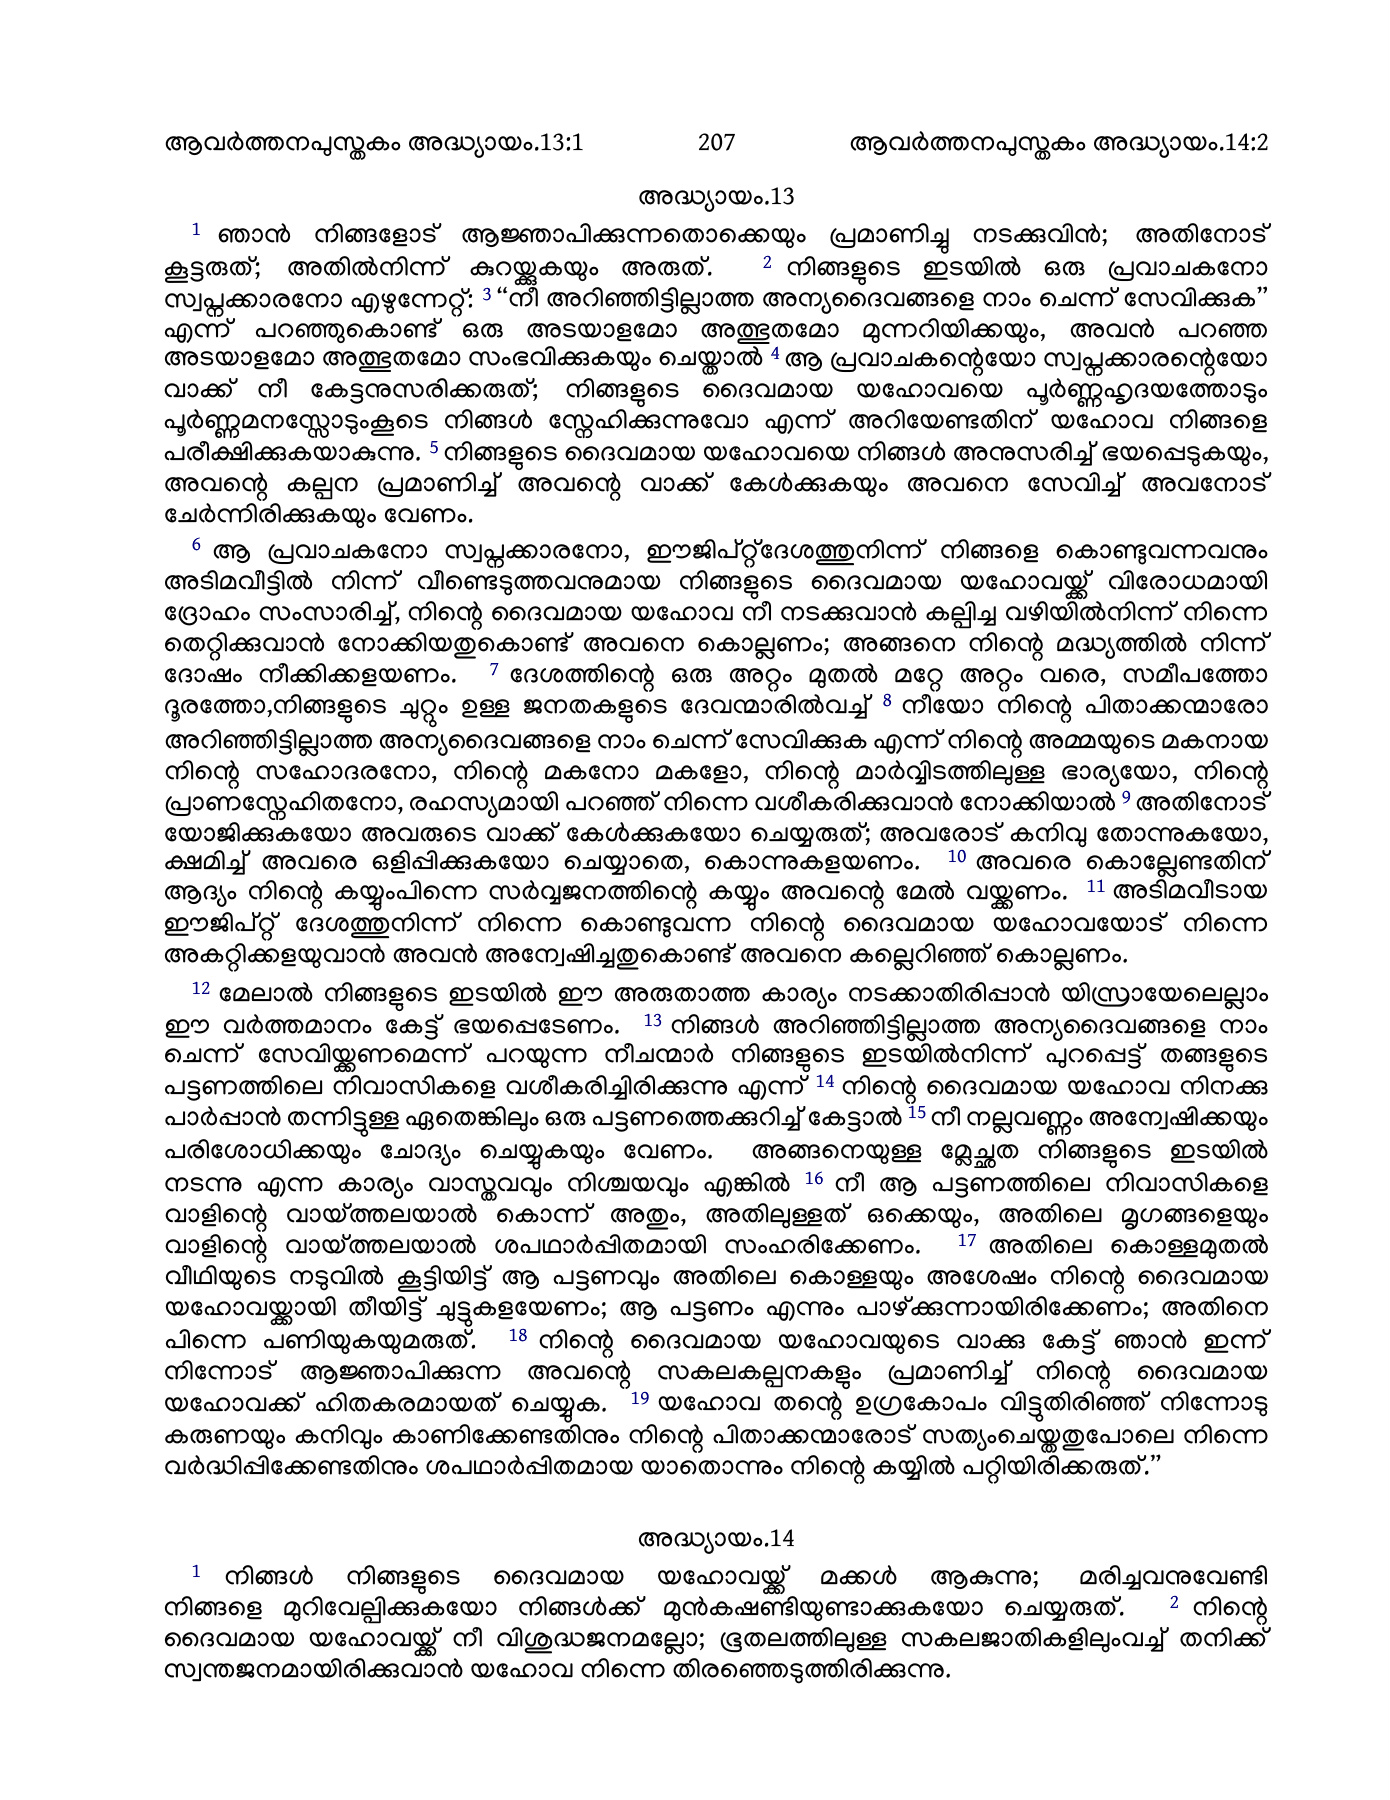 ആവർത്തനപുസ്തകം അദ്ധ്യായം.13:1 207 ആവർത്തനപുസ്തകം അദ്ധ്യായം.14:2
അദ്ധ്യായം.13
1 ഞാൻ നിങ്ങളോട് ആജ്ഞാപിക്കുന്നതൊക്കെയും പ്രമാണിച്ചു നടക്കുവിൻ; അതിനോട്
കൂട്ടരുത്; അതിൽനിന്ന് കുറയ്ക്കുകയും അരുത്. 2 നിങ്ങളുടെ ഇടയിൽ ഒരു പ്രവാചകനോ
സ്വപ്നക്കാരനോ എഴുന്നേറ്റ്: 3 “നീ അറിഞ്ഞിട്ടില്ലാത്ത അന്യദൈവങ്ങളെ നാം ചെന്ന് സേവിക്കുക”
എന്ന് പറഞ്ഞുകൊണ്ട് ഒരു അടയാളമോ അത്ഭുതമോ മുന്നറിയിക്കയും, അവൻ പറഞ്ഞ
അടയാളമോ അത്ഭുതമോ സംഭവിക്കുകയും ചെയ്താൽ 4 ആ പ്രവാചകന്റെയോ സ്വപ്നക്കാരന്റെയോ
വാക്ക് നീ കേട്ടനുസരിക്കരുത്; നിങ്ങളുടെ ദൈവമായ യഹോവയെ പൂർണ്ണഹൃദയത്തോടും
പൂർണ്ണമനസ്സോടുംകൂടെ നിങ്ങൾ സ്നേഹിക്കുന്നുവോ എന്ന് അറിയേണ്ടതിന് യഹോവ നിങ്ങളെ
പരീക്ഷിക്കുകയാകുന്നു. 5 നിങ്ങളുടെ ദൈവമായ യഹോവയെ നിങ്ങൾ അനുസരിച്ച് ഭയപ്പെടുകയും,
അവന്റെ കല്പന പ്രമാണിച്ച് അവന്റെ വാക്ക് കേൾക്കുകയും അവനെ സേവിച്ച് അവനോട്
ചേർന്നിരിക്കുകയും വേണം.
6 ആ പ്രവാചകനോ സ്വപ്നക്കാരനോ, ഈജിപ്റ്റ്ദേശത്തുനിന്ന് നിങ്ങളെ കൊണ്ടുവന്നവനും
അടിമവീട്ടിൽ നിന്ന് വീണ്ടെടുത്തവനുമായ നിങ്ങളുടെ ദൈവമായ യഹോവയ്ക്ക് വിരോധമായി
ദ്രോഹം സംസാരിച്ച്, നിന്റെ ദൈവമായ യഹോവ നീ നടക്കുവാൻ കല്പിച്ച വഴിയിൽനിന്ന് നിന്നെ
തെറ്റിക്കുവാൻ നോക്കിയതുകൊണ്ട് അവനെ കൊല്ലണം; അങ്ങനെ നിന്റെ മദ്ധ്യത്തിൽ നിന്ന്
ദോഷം നീക്കിക്കളയണം. 7 ദേശത്തിന്റെ ഒരു അറ്റം മുതൽ മറ്റേ അറ്റം വരെ, സമീപത്തോ
ദൂരത്തോ,നിങ്ങളുടെ ചുറ്റും ഉള്ള ജനതകളുടെ ദേവന്മാരിൽവച്ച് 8 നീയോ നിന്റെ പിതാക്കന്മാരോ
അറിഞ്ഞിട്ടില്ലാത്ത അന്യദൈവങ്ങളെ നാം ചെന്ന് സേവിക്കുക എന്ന് നിന്റെ അമ്മയുടെ മകനായ
നിന്റെ സഹോദരനോ, നിന്റെ മകനോ മകളോ, നിന്റെ മാർവ്വിടത്തിലുള്ള ഭാര്യയോ, നിന്റെ
പ്രാണസ്നേഹിതനോ, രഹസ്യമായി പറഞ്ഞ് നിന്നെ വശീകരിക്കുവാൻ നോക്കിയാൽ 9 അതിനോട്
യോജിക്കുകയോ അവരുടെ വാക്ക് കേൾക്കുകയോ ചെയ്യരുത്; അവരോട് കനിവു തോന്നുകയോ,
ക്ഷമിച്ച് അവരെ ഒളിപ്പിക്കുകയോ ചെയ്യാതെ, കൊന്നുകളയണം. 10 അവരെ കൊല്ലേണ്ടതിന്
ആദ്യം നിന്റെ കയ്യുംപിന്നെ സർവ്വജനത്തിന്റെ കയ്യും അവന്റെ മേൽ വയ്ക്കണം. 11 അടിമവീടായ
ഈജിപ്റ്റ് ദേശത്തുനിന്ന് നിന്നെ കൊണ്ടുവന്ന നിന്റെ ദൈവമായ യഹോവയോട് നിന്നെ
അകറ്റിക്കളയുവാൻ അവൻ അന്വേഷിച്ചതുകൊണ്ട് അവനെ കല്ലെറിഞ്ഞ് കൊല്ലണം.
12 മേലാൽ നിങ്ങളുടെ ഇടയിൽ ഈ അരുതാത്ത കാര്യം നടക്കാതിരിപ്പാൻ യിസ്രായേലെല്ലാം
ഈ വർത്തമാനം കേട്ട് ഭയപ്പെടേണം. 13 നിങ്ങൾ അറിഞ്ഞിട്ടില്ലാത്ത അന്യദൈവങ്ങളെ നാം
ചെന്ന് സേവിയ്ക്കണമെന്ന് പറയുന്ന നീചന്മാർ നിങ്ങളുടെ ഇടയിൽനിന്ന് പുറപ്പെട്ട് തങ്ങളുടെ
പട്ടണത്തിലെ നിവാസികളെ വശീകരിച്ചിരിക്കുന്നു എന്ന് 14 നിന്റെ ദൈവമായ യഹോവ നിനക്കു
പാർപ്പാൻ തന്നിട്ടുള്ള ഏതെങ്കിലും ഒരു പട്ടണത്തെക്കുറിച്ച് കേട്ടാൽ 15 നീ നല്ലവണ്ണം അന്വേഷിക്കയും
പരിശോധിക്കയും ചോദ്യം ചെയ്യുകയും വേണം. അങ്ങനെയുള്ള മ്ലേച്ഛത നിങ്ങളുടെ ഇടയിൽ
നടന്നു എന്ന കാര്യം വാസ്തവവും നിശ്ചയവും എങ്കിൽ 16 നീ ആ പട്ടണത്തിലെ നിവാസികളെ
വാളിന്റെ വായ്ത്തലയാൽ കൊന്ന് അതും, അതിലുള്ളത് ഒക്കെയും, അതിലെ മൃഗങ്ങളെയും
വാളിന്റെ വായ്ത്തലയാൽ ശപഥാർപ്പിതമായി സംഹരിക്കേണം. 17 അതിലെ കൊള്ളമുതൽ
വീഥിയുടെ നടുവിൽ കൂട്ടിയിട്ട് ആ പട്ടണവും അതിലെ കൊള്ളയും അശേഷം നിന്റെ ദൈവമായ
യഹോവയ്ക്കായി തീയിട്ട് ചുട്ടുകളയേണം; ആ പട്ടണം എന്നും പാഴ്ക്കുന്നായിരിക്കേണം; അതിനെ
പിന്നെ പണിയുകയുമരുത്. 18 നിന്റെ ദൈവമായ യഹോവയുടെ വാക്കു കേട്ട് ഞാൻ ഇന്ന്
നിന്നോട് ആജ്ഞാപിക്കുന്ന അവന്റെ സകലകല്പനകളും പ്രമാണിച്ച് നിന്റെ ദൈവമായ
യഹോവക്ക് ഹിതകരമായത് ചെയ്യുക. 19 യഹോവ തന്റെ ഉഗ്രകോപം വിട്ടുതിരിഞ്ഞ് നിന്നോടു
കരുണയും കനിവും കാണിക്കേണ്ടതിനും നിന്റെ പിതാക്കന്മാരോട് സത്യംചെയ്തതുപോലെ നിന്നെ
വർദ്ധിപ്പിക്കേണ്ടതിനും ശപഥാർപ്പിതമായ യാതൊന്നും നിന്റെ കയ്യിൽ പറ്റിയിരിക്കരുത്.”
അദ്ധ്യായം.14
1 നിങ്ങൾ നിങ്ങളുടെ ദൈവമായ യഹോവയ്ക്ക് മക്കൾ ആകുന്നു; മരിച്ചവനുവേണ്ടി
നിങ്ങളെ മുറിവേല്പിക്കുകയോ നിങ്ങൾക്ക് മുൻകഷണ്ടിയുണ്ടാക്കുകയോ ചെയ്യരുത്. 2 നിന്റെ
ദൈവമായ യഹോവയ്ക്ക് നീ വിശുദ്ധജനമല്ലോ; ഭൂതലത്തിലുള്ള സകലജാതികളിലുംവച്ച് തനിക്ക്
സ്വന്തജനമായിരിക്കുവാൻ യഹോവ നിന്നെ തിരഞ്ഞെടുത്തിരിക്കുന്നു.